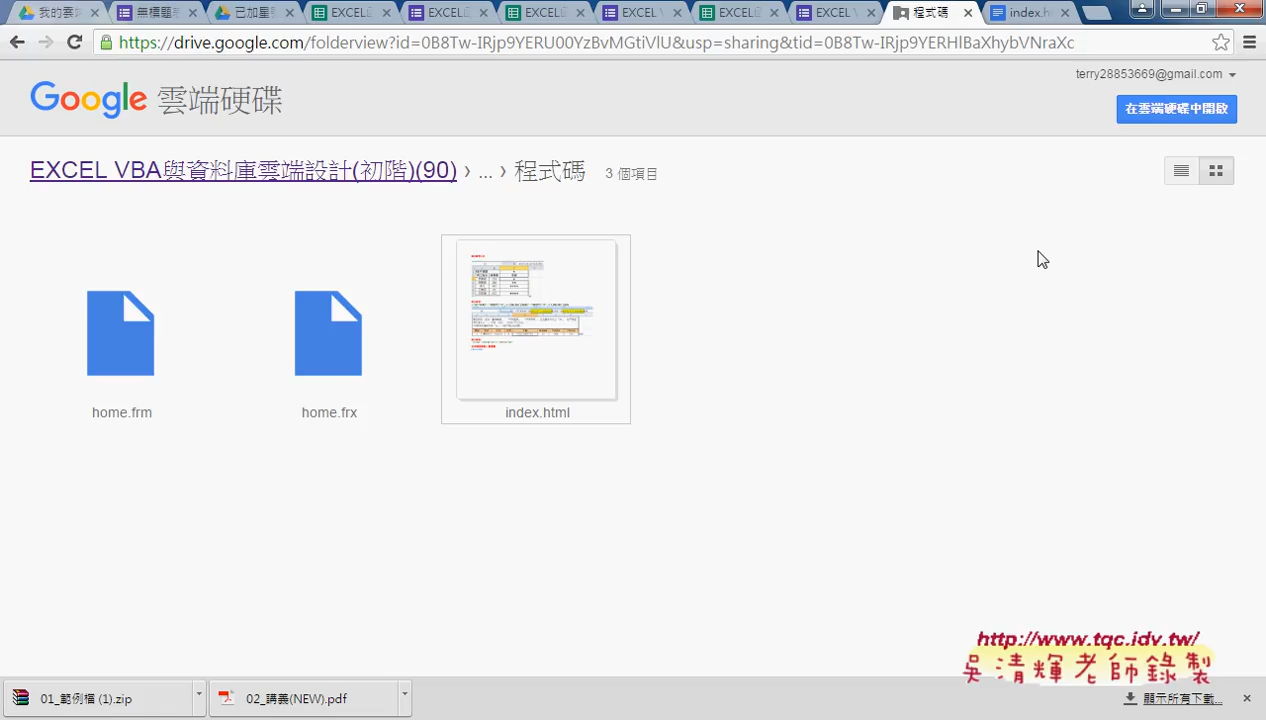 我的雲
無標題
已加星
EXCEL
EXCEL
EXCEL
EXCEL V
EXCEL
EXCEL V
程式碼
index.h
https://drive.google.com/folderview?id=0B8Tw-IRjp9YERU00YzBvMGtiVlU&usp=sharing&tid=0B8Tw-IRjp9YERHlBaXhybVNraXc
terry28853669@gmail.com
Google 雲端硬碟
在雲端硬碟中開啟
EXCEL VBA與資料庫雲端設計(初階)(90) › ... › 程式碼 3 個項目
home.frm
home.frx
index.html
http://www.tqc.idv.tw/
吳清輝老師錄製
01_範例檔 (1).zip
02_講義(NEW).pdf
顯示所有下載...